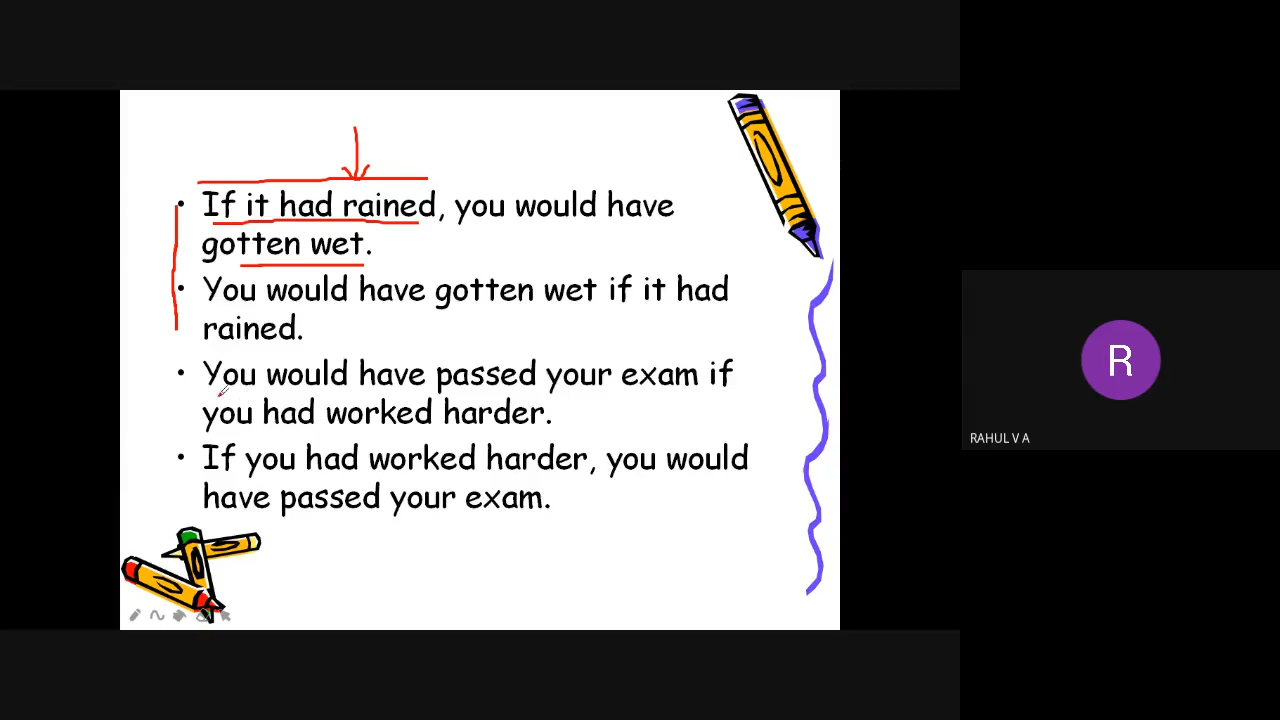 • If it had rained, you would have
gotten wet.
• You would have gotten wet if it had
rained.
• You would have passed your exam if
you had worked harder.
• If you had worked harder, you would
have passed your exam.
R
RAHUL V A